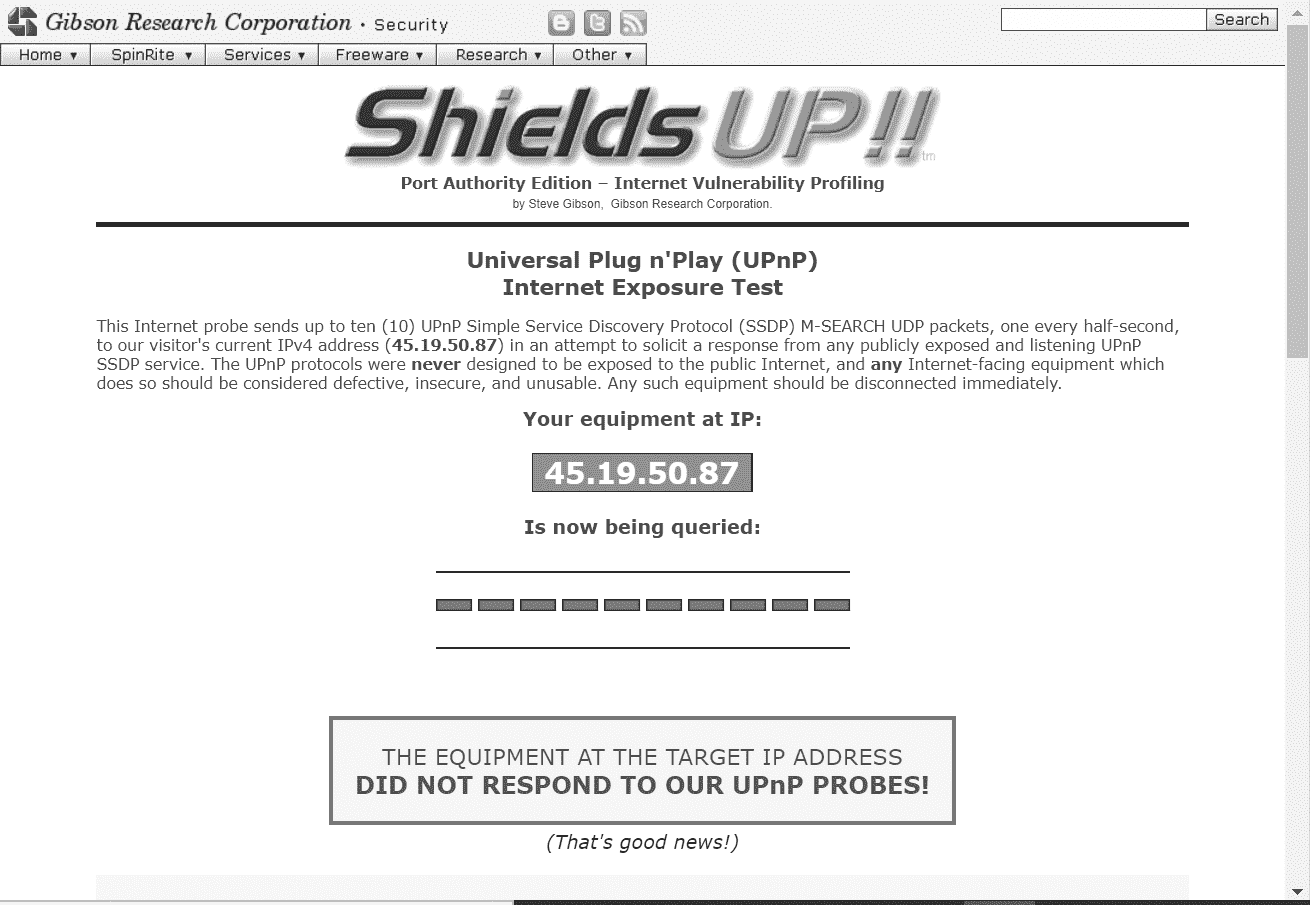 Gibson Research Corporation • Security
Search
Home ▾ SpinRite ▾ Services ▾ Freeware ▾ Research ▾ Other ▾
Shields UP!! tm
Port Authority Edition – Internet Vulnerability Profiling
by Steve Gibson, Gibson Research Corporation.
Universal Plug n'Play (UPnP)
Internet Exposure Test
This Internet probe sends up to ten (10) UPnP Simple Service Discovery Protocol (SSDP) M-SEARCH UDP packets, one every half-second,
to our visitor's current IPv4 address (45.19.50.87) in an attempt to solicit a response from any publicly exposed and listening UPnP
SSDP service. The UPnP protocols were never designed to be exposed to the public Internet, and any Internet-facing equipment which
does so should be considered defective, insecure, and unusable. Any such equipment should be disconnected immediately.
Your equipment at IP:
45.19.50.87
Is now being queried:
THE EQUIPMENT AT THE TARGET IP ADDRESS
DID NOT RESPOND TO OUR UPnP PROBES!
(That's good news!)